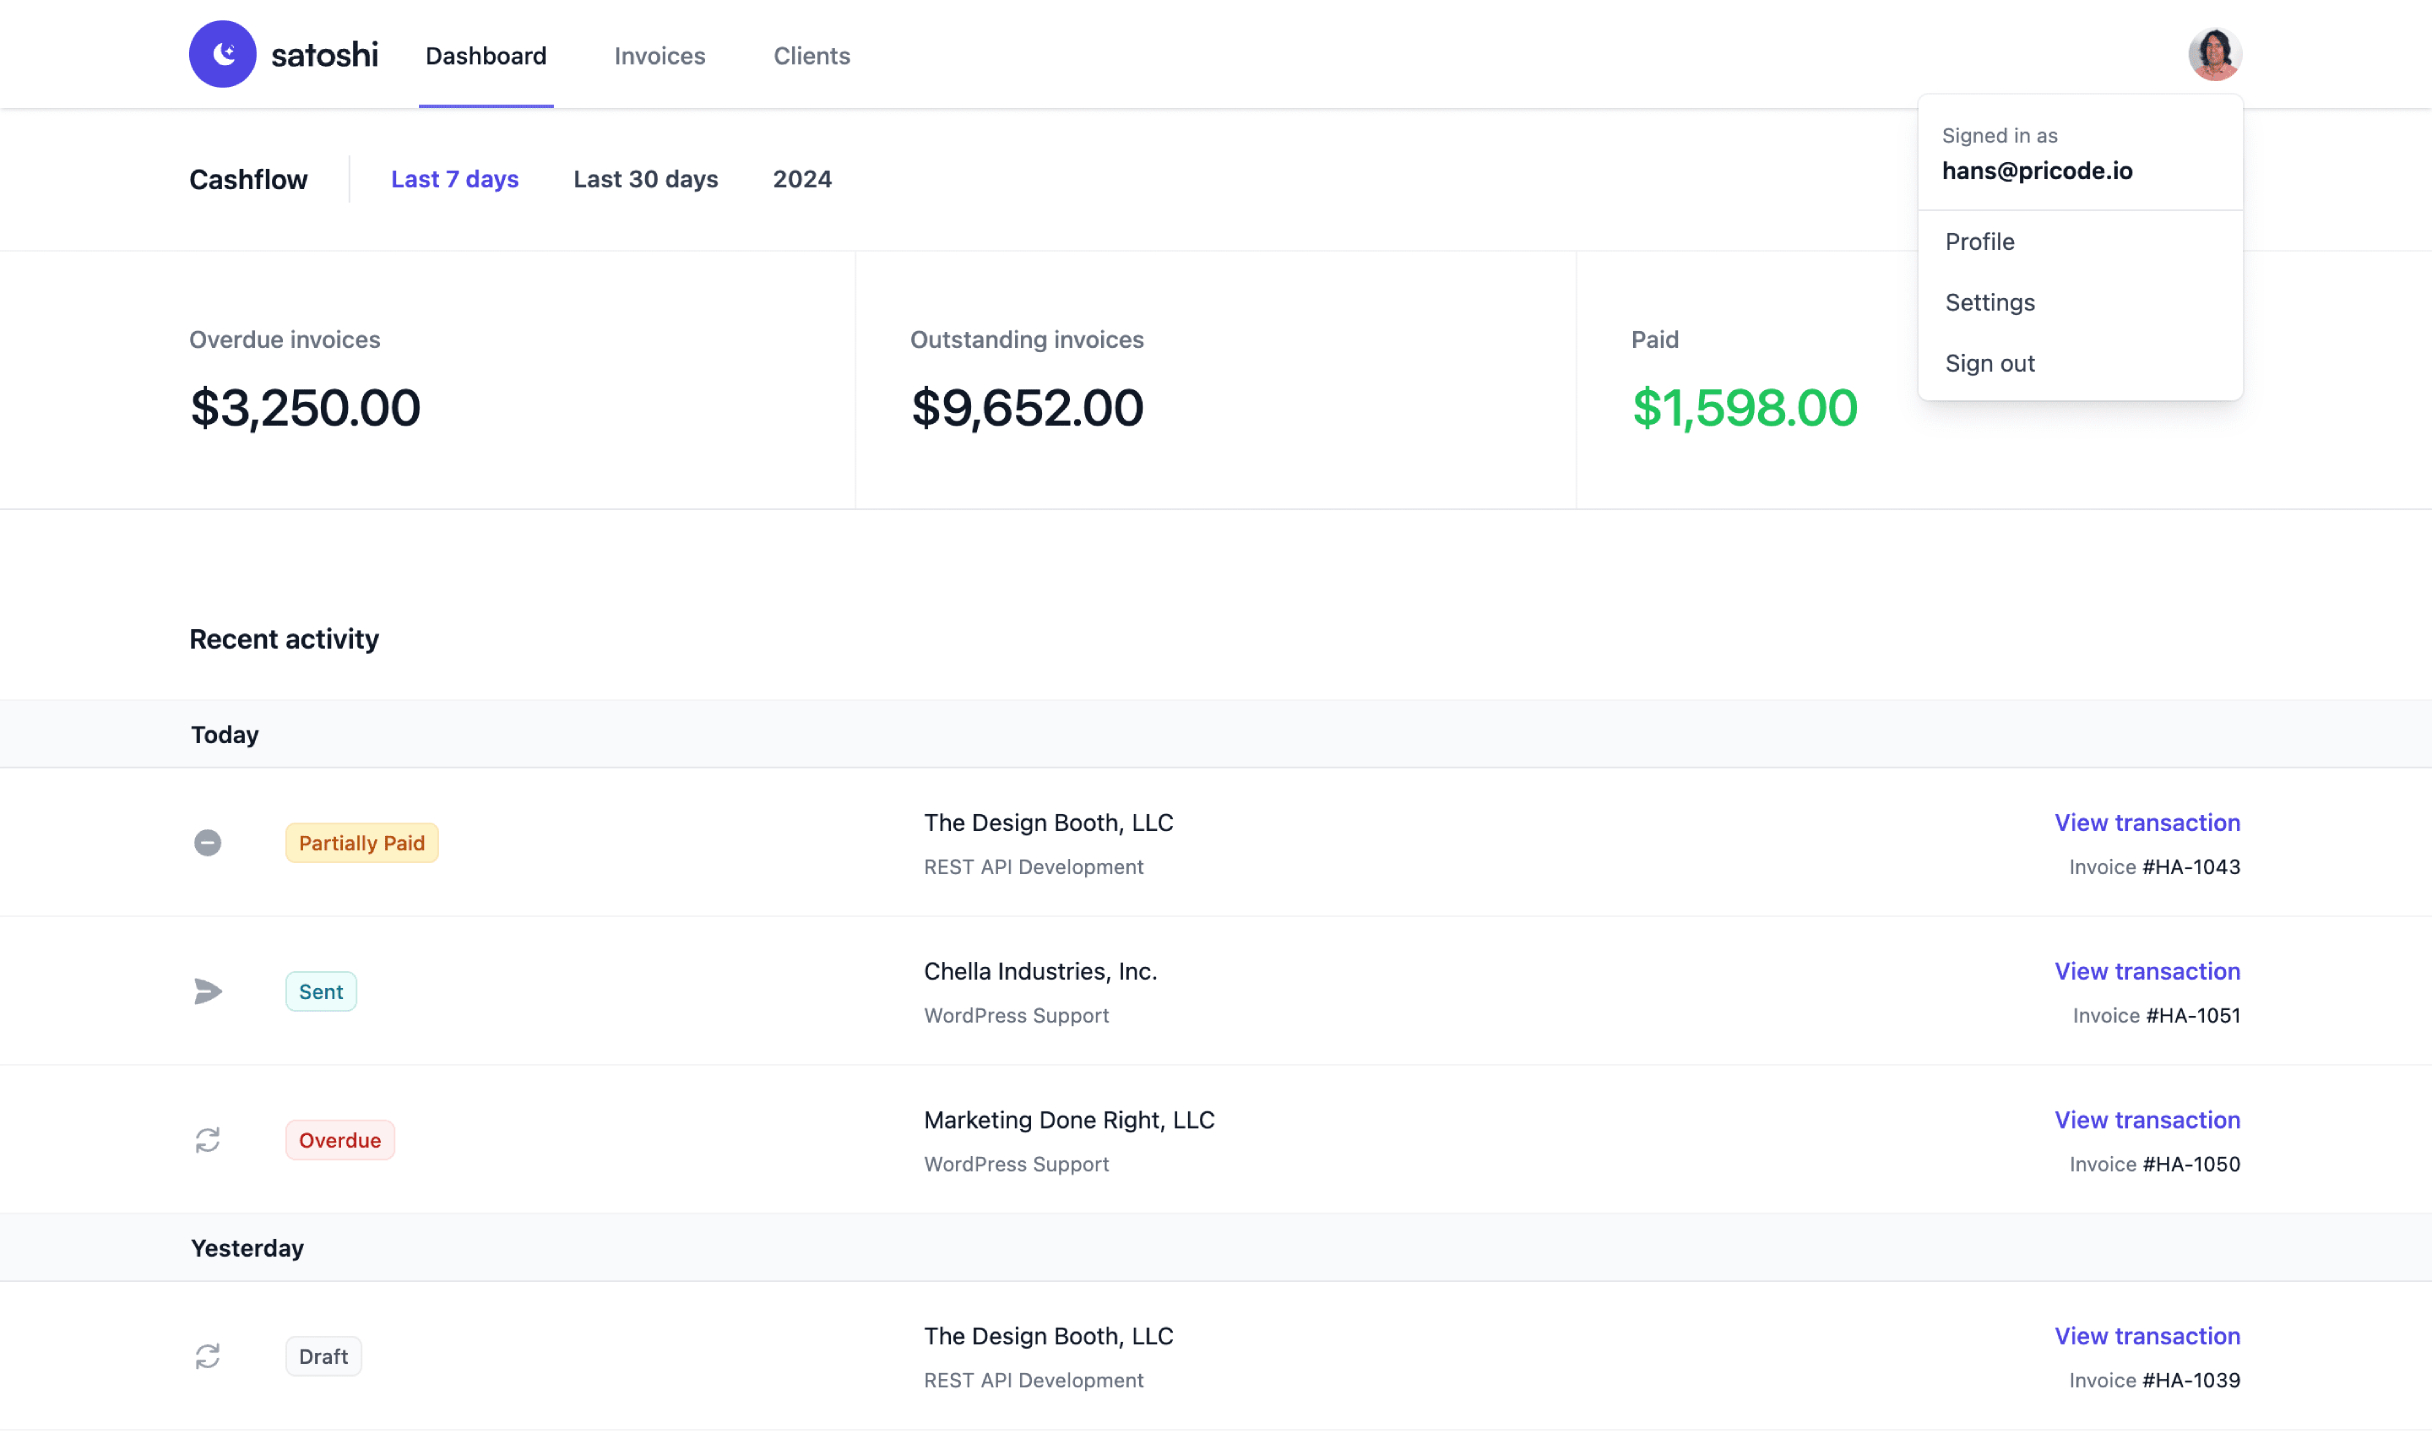 satoshi
Dashboard
Invoices
Clients
Signed in as
hans@pricode.io
Profile
Settings
Sign out
Cashflow
Last 7 days
Last 30 days
2024
Overdue invoices
$3,250.00
Outstanding invoices
$9,652.00
Paid
$1,598.00
Recent activity
Today
Partially Paid
The Design Booth, LLC
REST API Development
View transaction
Invoice #HA-1043
Sent
Chella Industries, Inc.
WordPress Support
View transaction
Invoice #HA-1051
Overdue
Marketing Done Right, LLC
WordPress Support
View transaction
Invoice #HA-1050
Yesterday
Draft
The Design Booth, LLC
REST API Development
View transaction
Invoice #HA-1039